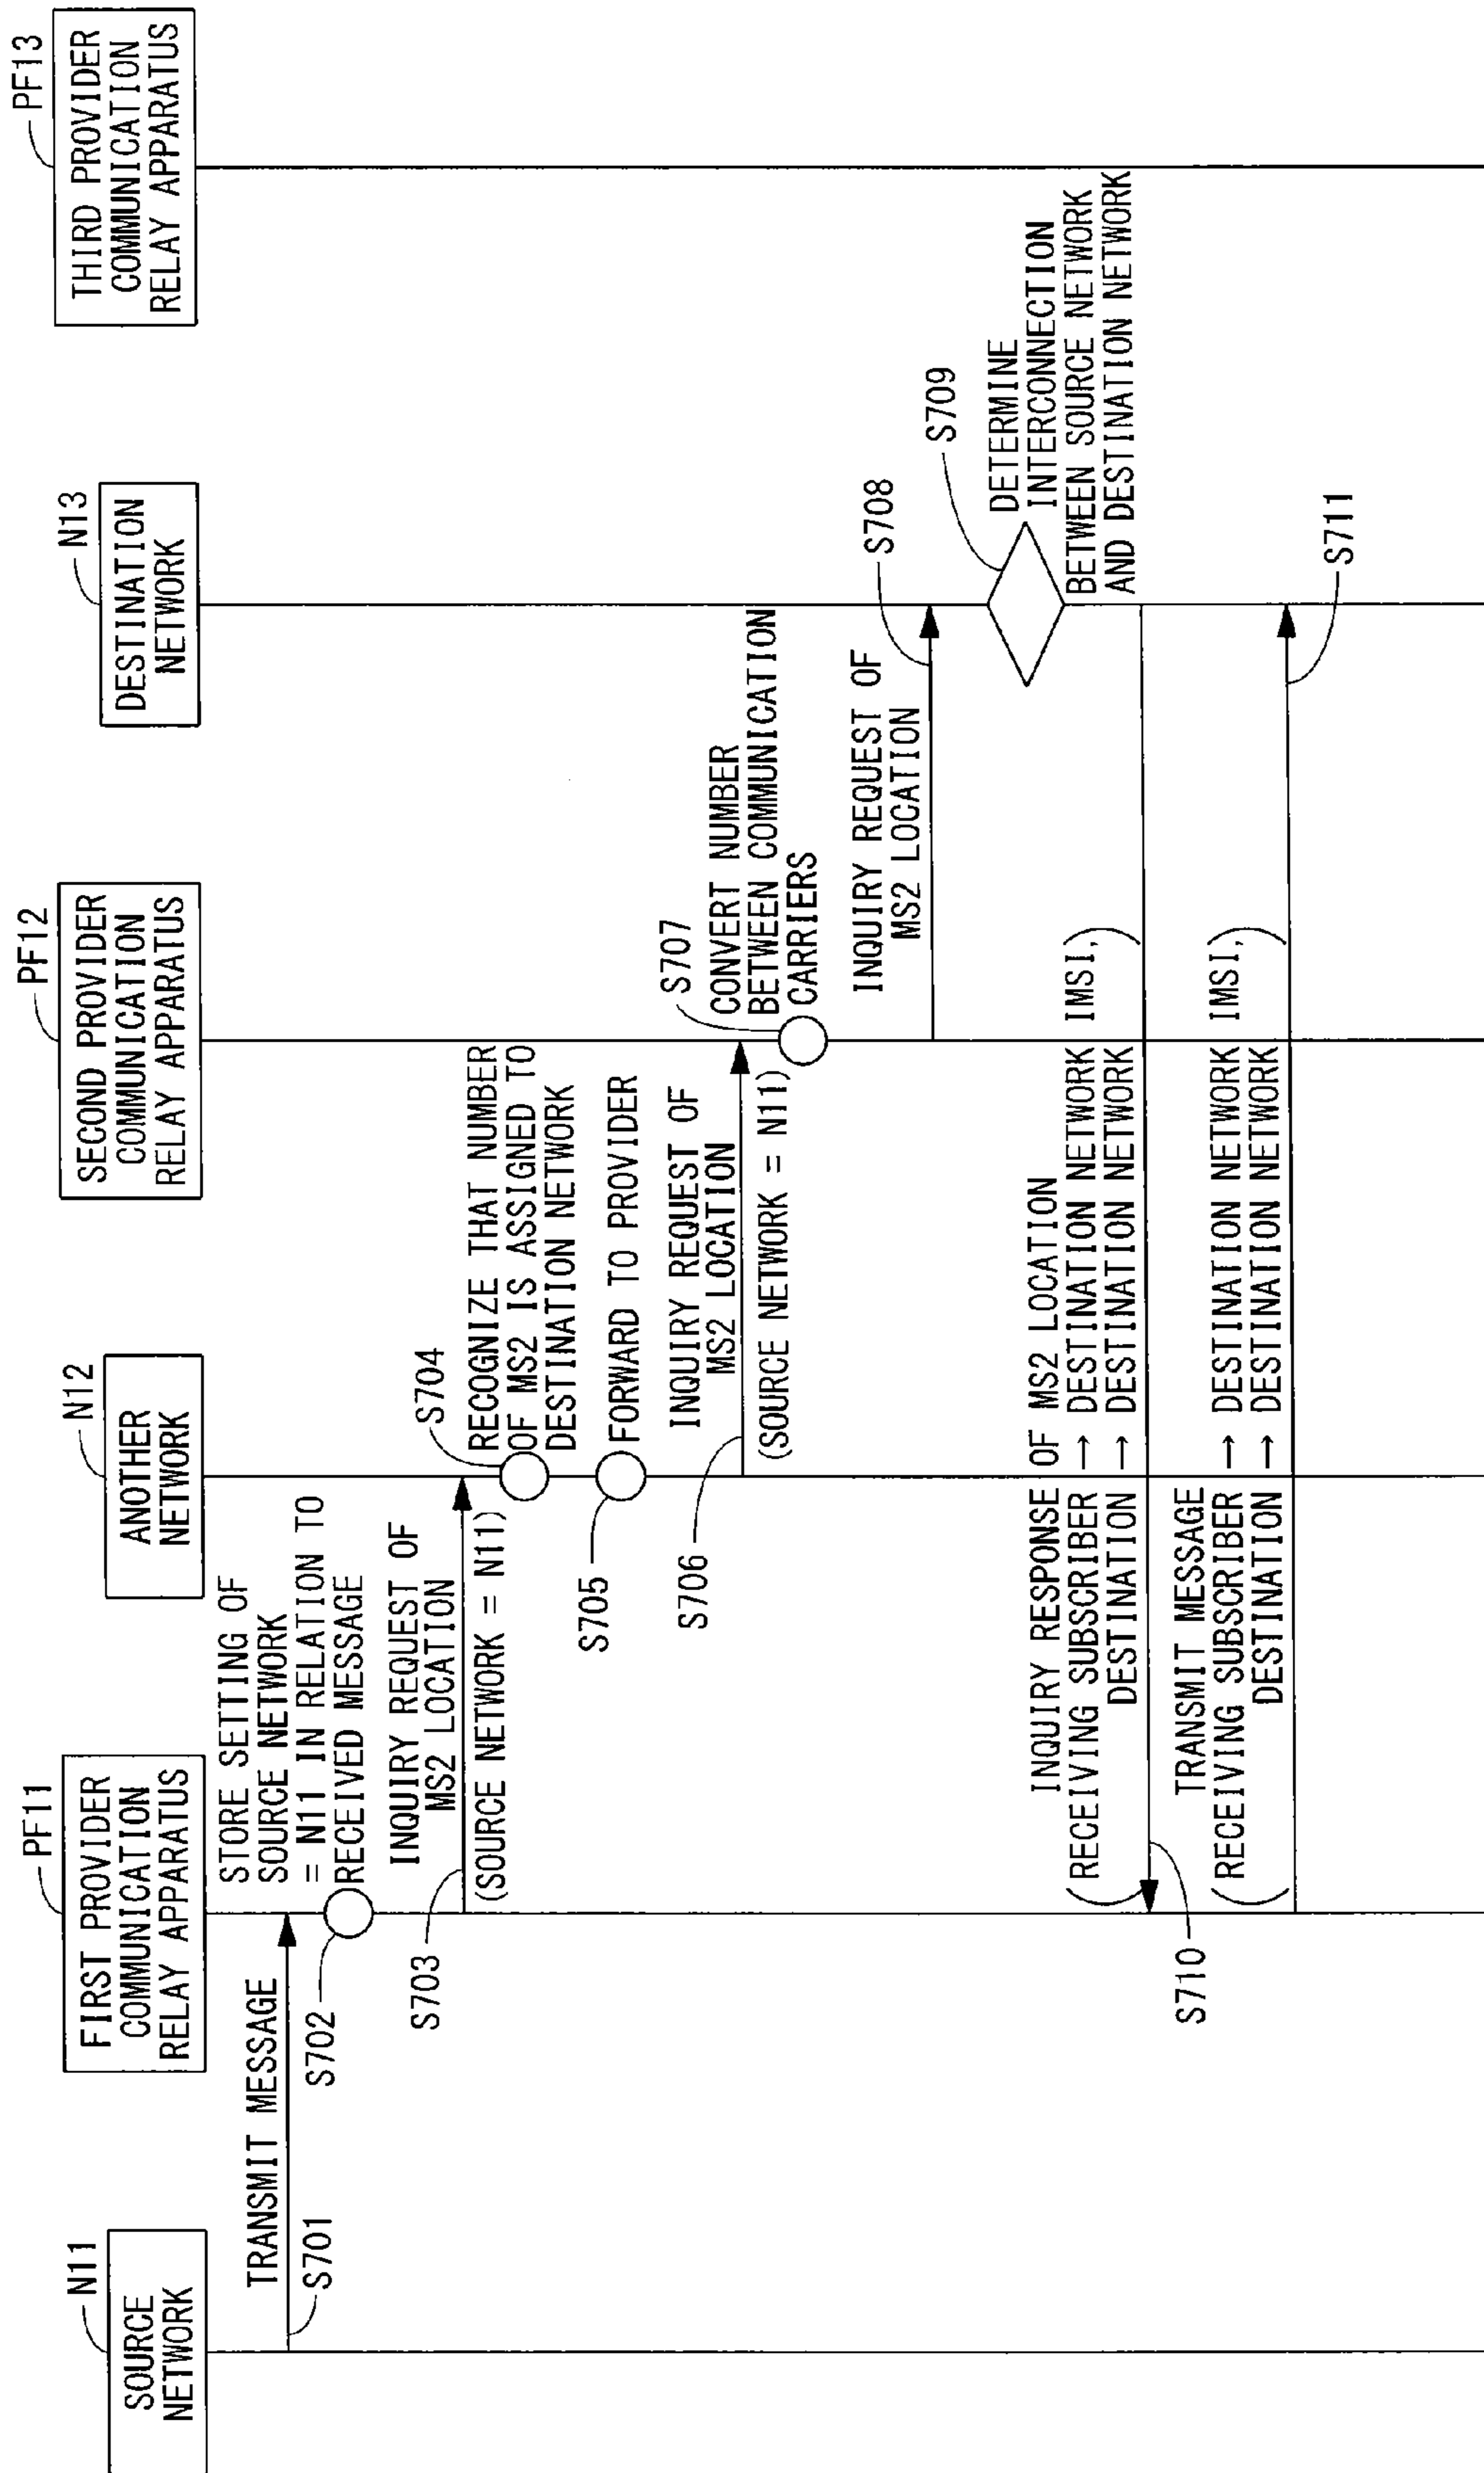 N11
SOURCE
NETWORK
PF11
FIRST PROVIDER
COMMUNICATION
RELAY APPARATUS
N12
ANOTHER
NETWORK
PF12
SECOND PROVIDER
COMMUNICATION
RELAY APPARATUS
N13
DESTINATION
NETWORK
PF13
THIRD PROVIDER
COMMUNICATION
RELAY APPARATUS
TRANSMIT MESSAGE
S701
STORE SETTING OF
SOURCE NETWORK
= N11 IN RELATION TO
RECEIVED MESSAGE
S702
INQUIRY REQUEST OF
MS2 LOCATION
(SOURCE NETWORK = N11)
S703
S704
RECOGNIZE THAT NUMBER
OF MS2 IS ASSIGNED TO
DESTINATION NETWORK
FORWARD TO PROVIDER
S705
INQUIRY REQUEST OF
MS2 LOCATION
(SOURCE NETWORK = N11)
S706
S707
CONVERT NUMBER
BETWEEN COMMUNICATION
CARRIERS
INQUIRY REQUEST OF
MS2 LOCATION
S708
S709
DETERMINE
INTERCONNECTION
BETWEEN SOURCE NETWORK
AND DESTINATION NETWORK
INQUIRY RESPONSE OF MS2 LOCATION
(RECEIVING SUBSCRIBER → DESTINATION NETWORK IMSI,
DESTINATION → DESTINATION NETWORK)
S710
TRANSMIT MESSAGE
(RECEIVING SUBSCRIBER → DESTINATION NETWORK IMSI,
DESTINATION → DESTINATION NETWORK)
S711